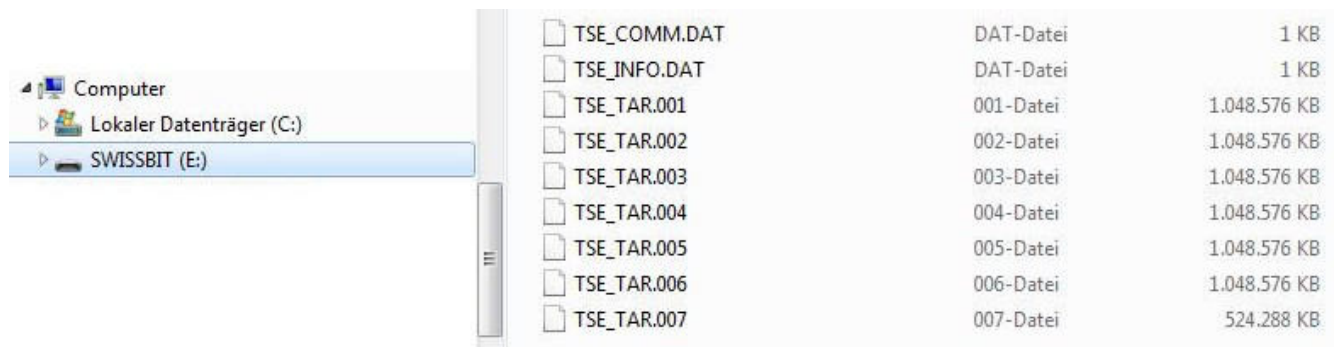 Computer
Lokaler Datenträger (C:)
SWISSBIT (E:)
TSE_COMM.DAT DAT-Datei 1 KB
TSE_INFO.DAT DAT-Datei 1 KB
TSE_TAR.001 001-Datei 1.048.576 KB
TSE_TAR.002 002-Datei 1.048.576 KB
TSE_TAR.003 003-Datei 1.048.576 KB
TSE_TAR.004 004-Datei 1.048.576 KB
TSE_TAR.005 005-Datei 1.048.576 KB
TSE_TAR.006 006-Datei 1.048.576 KB
TSE_TAR.007 007-Datei 524.288 KB